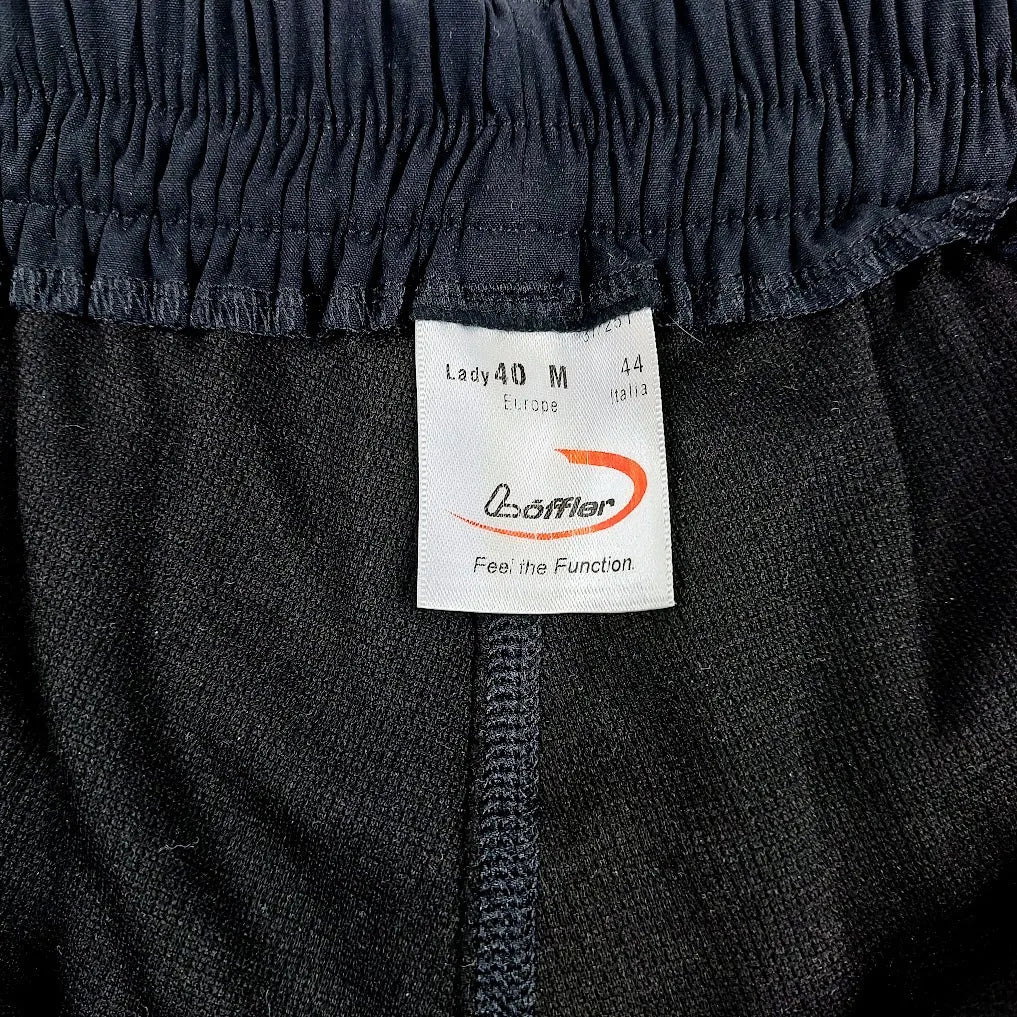 Lady 40 M 44
Europe Italia
Löffler
Feel the Function.